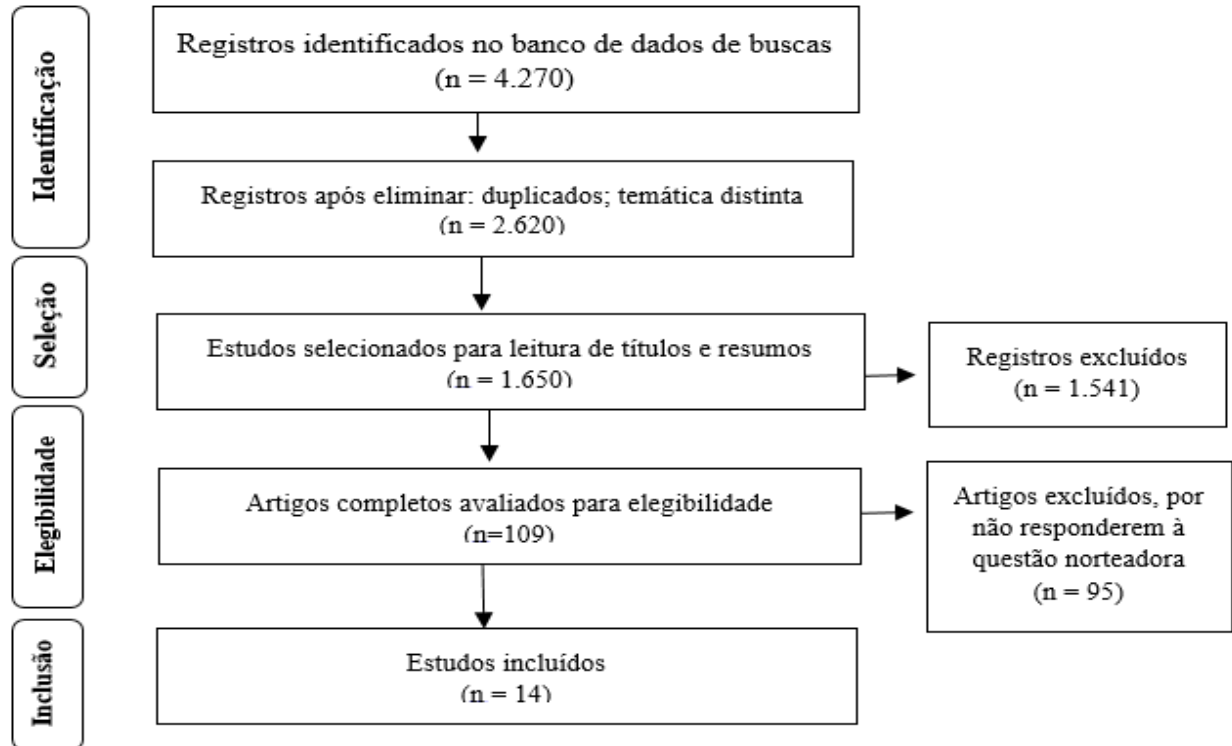 Identificação
Registros identificados no banco de dados de buscas
(n = 4.270)
Registros após eliminar: duplicados; temática distinta
(n = 2.620)
Seleção
Estudos selecionados para leitura de títulos e resumos
(n = 1.650)
Registros excluídos
(n = 1.541)
Elegibilidade
Artigos completos avaliados para elegibilidade
(n=109)
Artigos excluídos, por
não responderem à
questão norteadora
(n = 95)
Inclusão
Estudos incluídos
(n = 14)